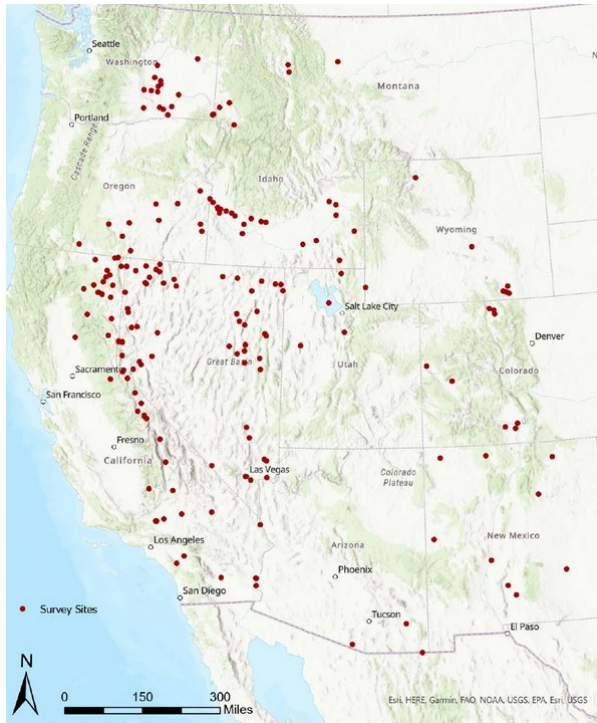 Seattle
Washington
Montana
Portland
Cascade Range
Oregon
Idaho
Wyoming
Salt Lake City
Denver
Great Basin
Utah
Colorado
Sacramento
San Francisco
Fresno
California
Las Vegas
Colorado
Plateau
Los Angeles
Arizona
New Mexico
Phoenix
San Diego
Survey Sites
Tucson
El Paso
N
0 150 300
Miles
Esri, HERE, Garmin, FAO, NOAA, USGS, EPA, Esri, USGS